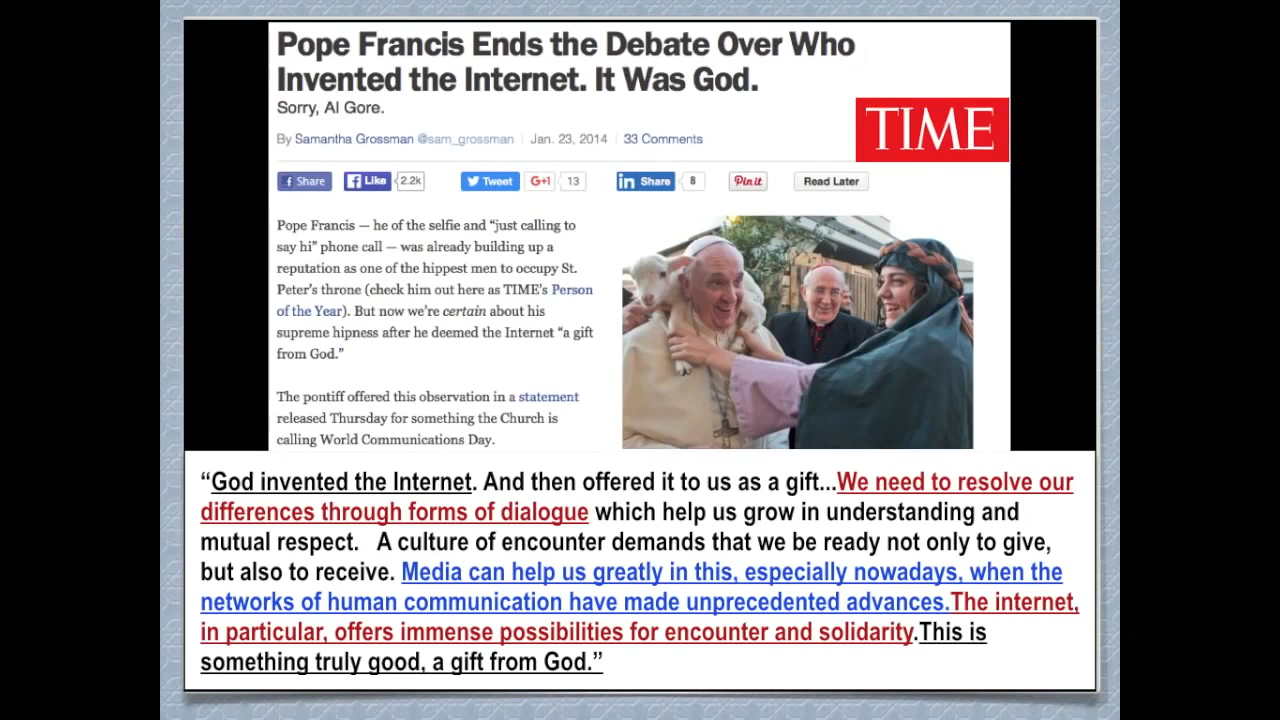 Pope Francis Ends the Debate Over Who
Invented the Internet. It Was God.
Sorry, Al Gore.
TIME
By Samantha Grossman @sam_grossman | Jan. 23, 2014 | 33 Comments
Share Like 2.2k Tweet G+1 13 in Share 8 Pin it Read Later
Pope Francis — he of the selfie and “just calling to
say hi” phone call — was already building up a
reputation as one of the hippest men to occupy St.
Peter’s throne (check him out here as TIME’s Person
of the Year). But now we’re certain about his
supreme hipness after he deemed the Internet “a gift
from God.”
The pontiff offered this observation in a statement
released Thursday for something the Church is
calling World Communications Day.
“God invented the Internet. And then offered it to us as a gift...We need to resolve our
differences through forms of dialogue which help us grow in understanding and
mutual respect. A culture of encounter demands that we be ready not only to give,
but also to receive. Media can help us greatly in this, especially nowadays, when the
networks of human communication have made unprecedented advances.The internet,
in particular, offers immense possibilities for encounter and solidarity.This is
something truly good, a gift from God.”